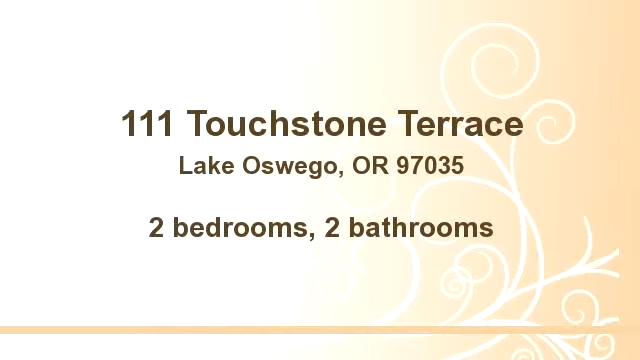 111 Touchstone Terrace
Lake Oswego, OR 97035
2 bedrooms, 2 bathrooms